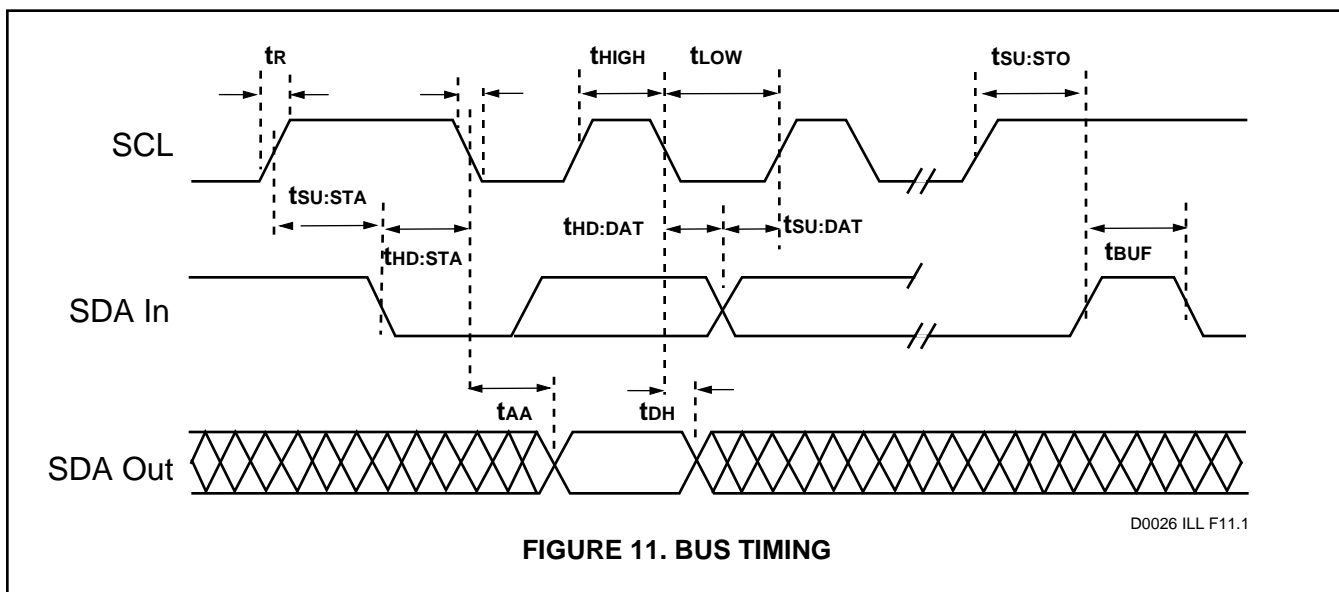 tR
tHIGH
tLOW
tSU:STO
SCL
tSU:STA
tHD:STA
tHD:DAT
tSU:DAT
tBUF
SDA In
tAA
tDH
SDA Out
D0026 ILL F11.1
FIGURE 11. BUS TIMING